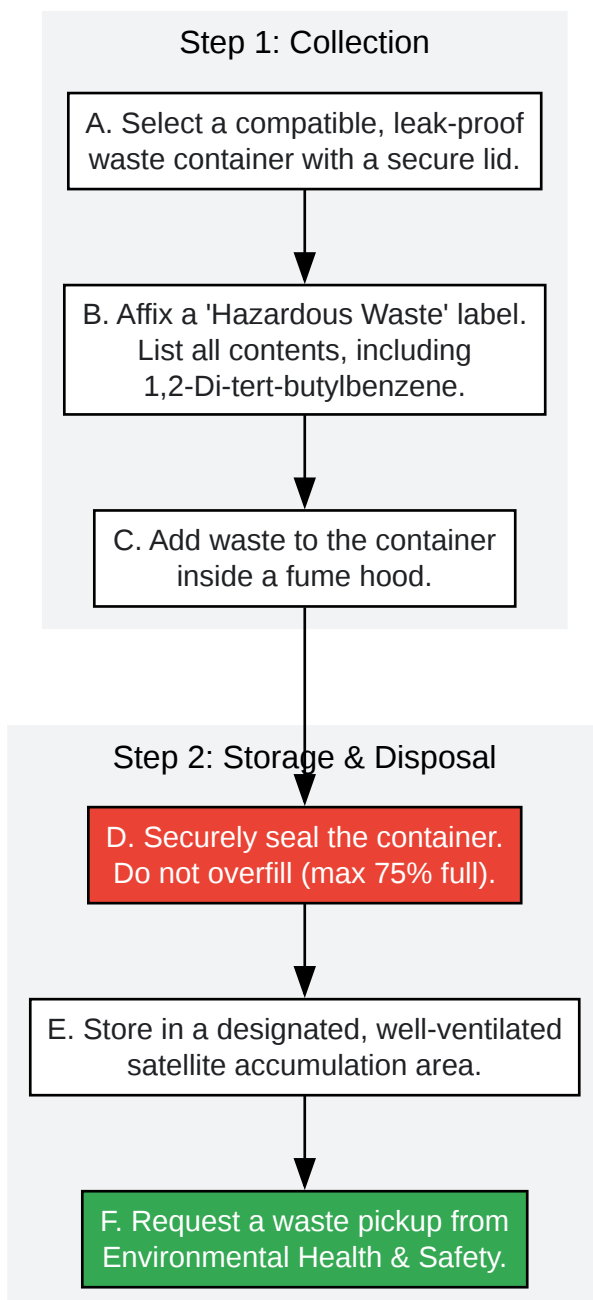 Step 1: Collection
A. Select a compatible, leak-proof
waste container with a secure lid.
B. Affix a 'Hazardous Waste' label.
List all contents, including
1,2-Di-tert-butylbenzene.
C. Add waste to the container
inside a fume hood.
Step 2: Storage & Disposal
D. Securely seal the container.
Do not overfill (max 75% full).
E. Store in a designated, well-ventilated
satellite accumulation area.
F. Request a waste pickup from
Environmental Health & Safety.